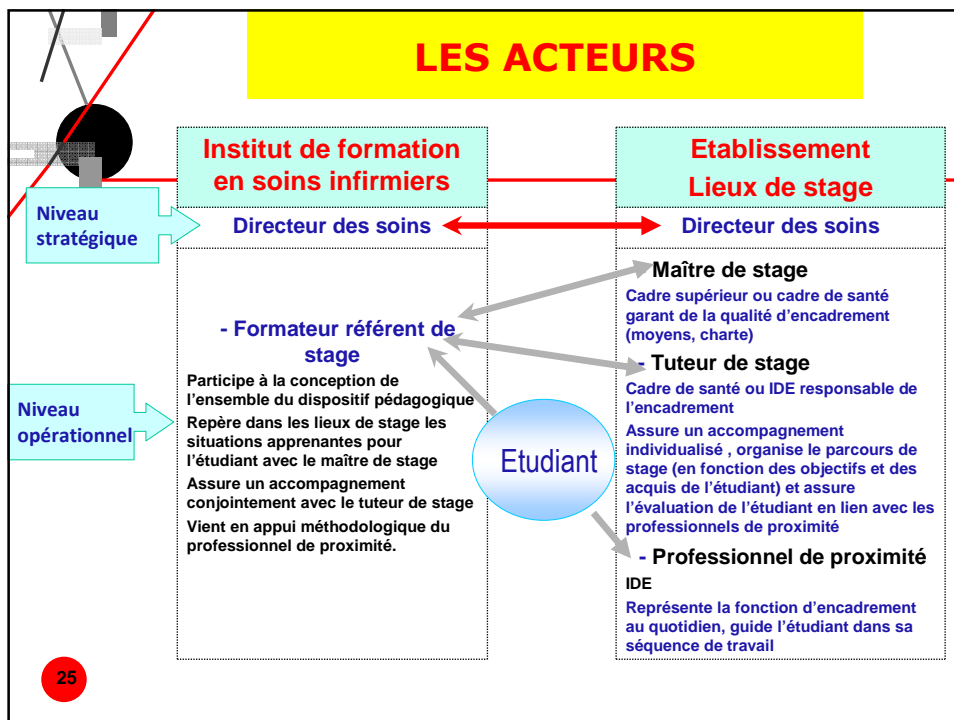 LES ACTEURS
Institut de formation
en soins infirmiers
Etablissement
Lieux de stage
Niveau
stratégique
Directeur des soins
Directeur des soins
Niveau
opérationnel
- Formateur référent de
stage
Participe à la conception de
l'ensemble du dispositif pédagogique
Repère dans les lieux de stage les
situations apprenantes pour
l'étudiant avec le maître de stage
Assure un accompagnement
conjointement avec le tuteur de stage
Vient en appui méthodologique du
professionnel de proximité.
Etudiant
Maître de stage
Cadre supérieur ou cadre de santé
garant de la qualité d'encadrement
(moyens, charte)
- Tuteur de stage
Cadre de santé ou IDE responsable de
l'encadrement
Assure un accompagnement
individualisé , organise le parcours de
stage (en fonction des objectifs et des
acquis de l'étudiant) et assure
l'évaluation de l'étudiant en lien avec les
professionnels de proximité
- Professionnel de proximité
IDE
Représente la fonction d'encadrement
au quotidien, guide l'étudiant dans sa
séquence de travail
25